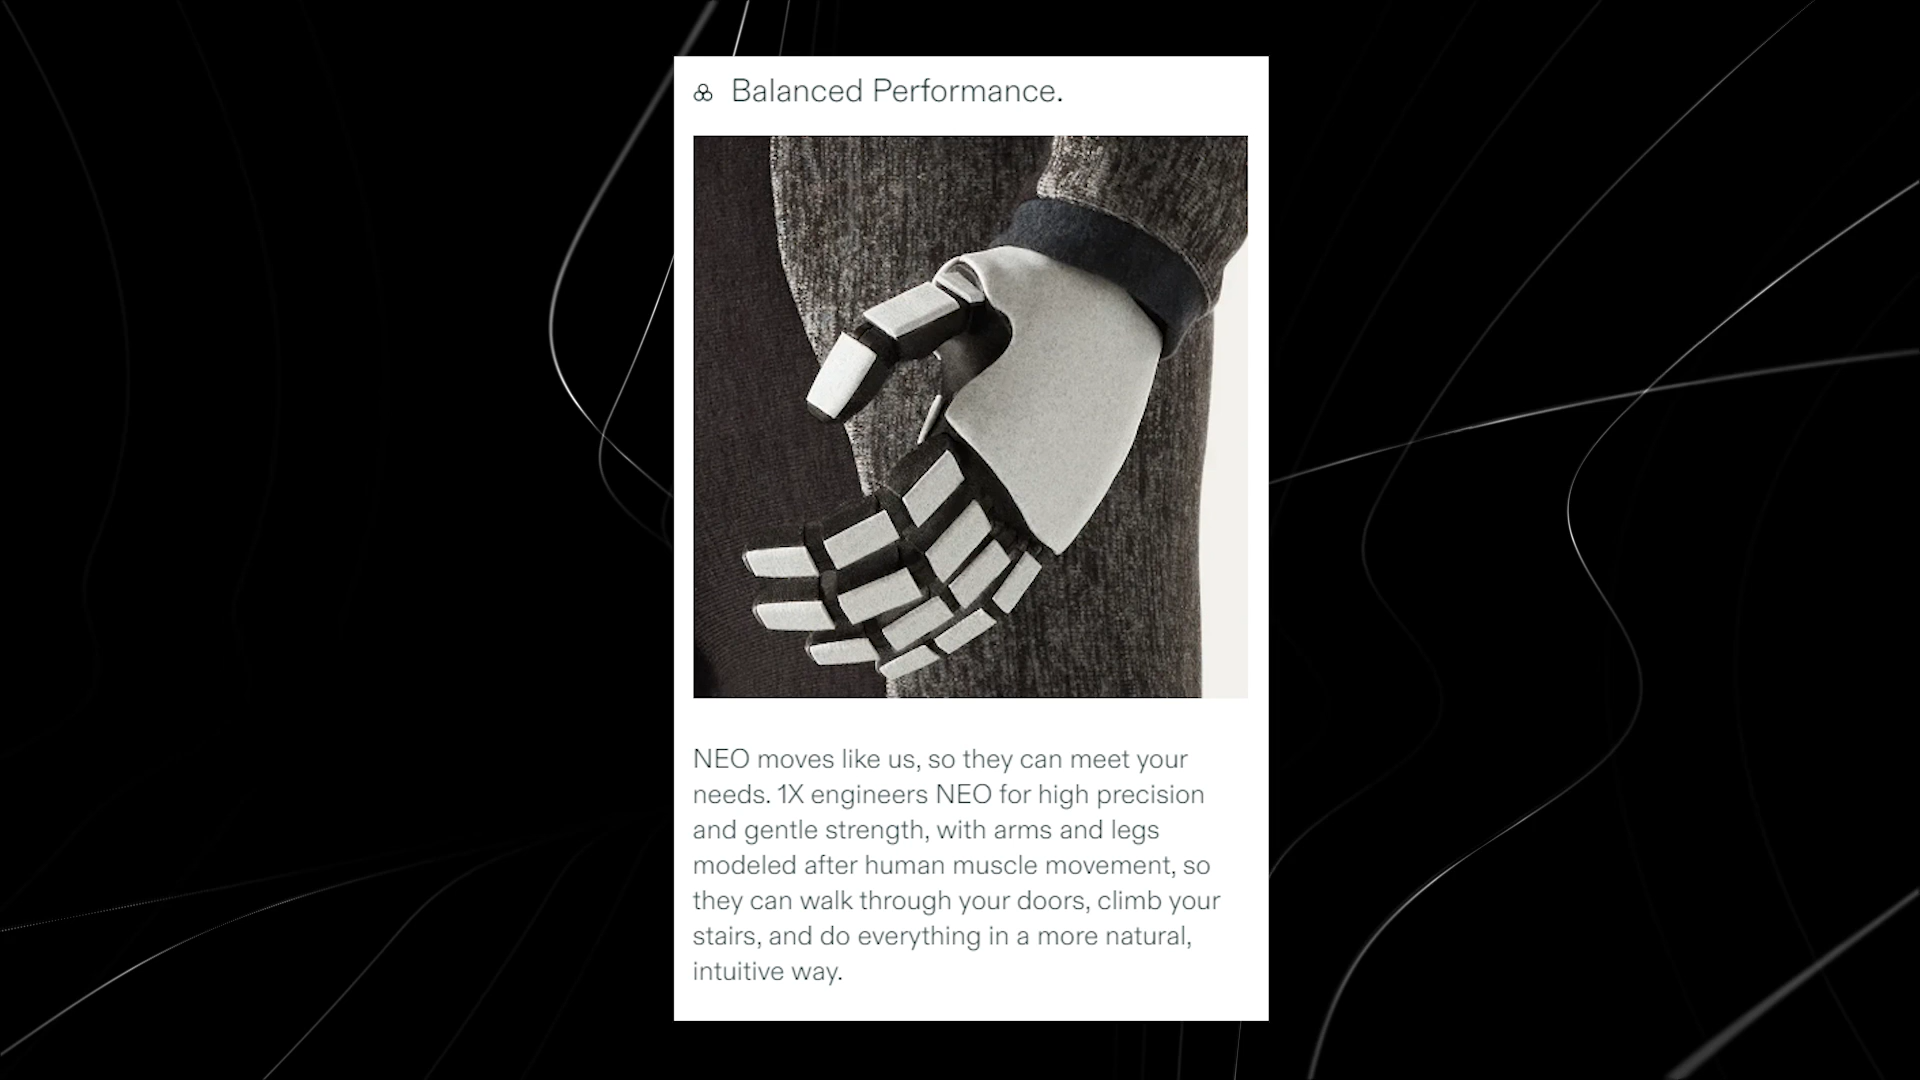 Balanced Performance.
NEO moves like us, so they can meet your
needs. 1X engineers NEO for high precision
and gentle strength, with arms and legs
modeled after human muscle movement, so
they can walk through your doors, climb your
stairs, and do everything in a more natural,
intuitive way.